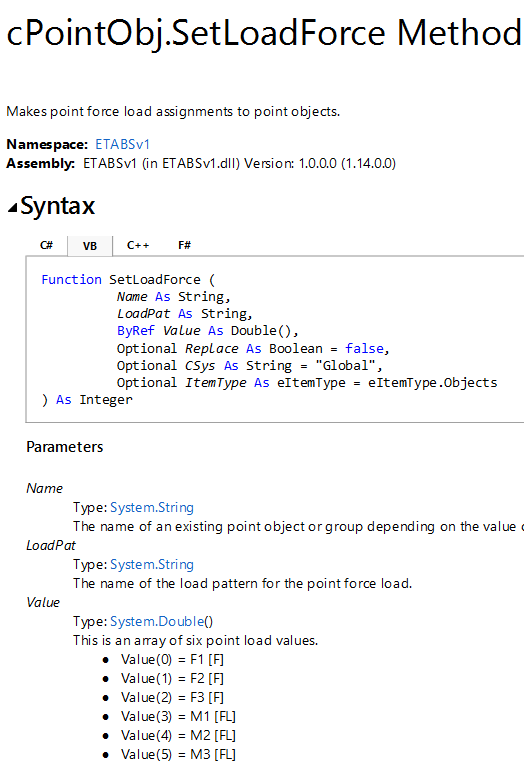 cPointObj.SetLoadForce Method
Makes point force load assignments to point objects.
Namespace: ETABSv1
Assembly: ETABSv1 (in ETABSv1.dll) Version: 1.0.0.0 (1.14.0.0)
Syntax
C# VB C++ F#
Function SetLoadForce (
Name As String,
LoadPat As String,
ByRef Value As Double(),
Optional Replace As Boolean = false,
Optional CSys As String = "Global",
Optional ItemType As eItemType = eItemType.Objects
) As Integer
Parameters
Name
Type: System.String
The name of an existing point object or group depending on the value
LoadPat
Type: System.String
The name of the load pattern for the point force load.
Value
Type: System.Double()
This is an array of six point load values.
● Value(0) = F1 [F]
● Value(1) = F2 [F]
● Value(2) = F3 [F]
● Value(3) = M1 [FL]
● Value(4) = M2 [FL]
● Value(5) = M3 [FL]